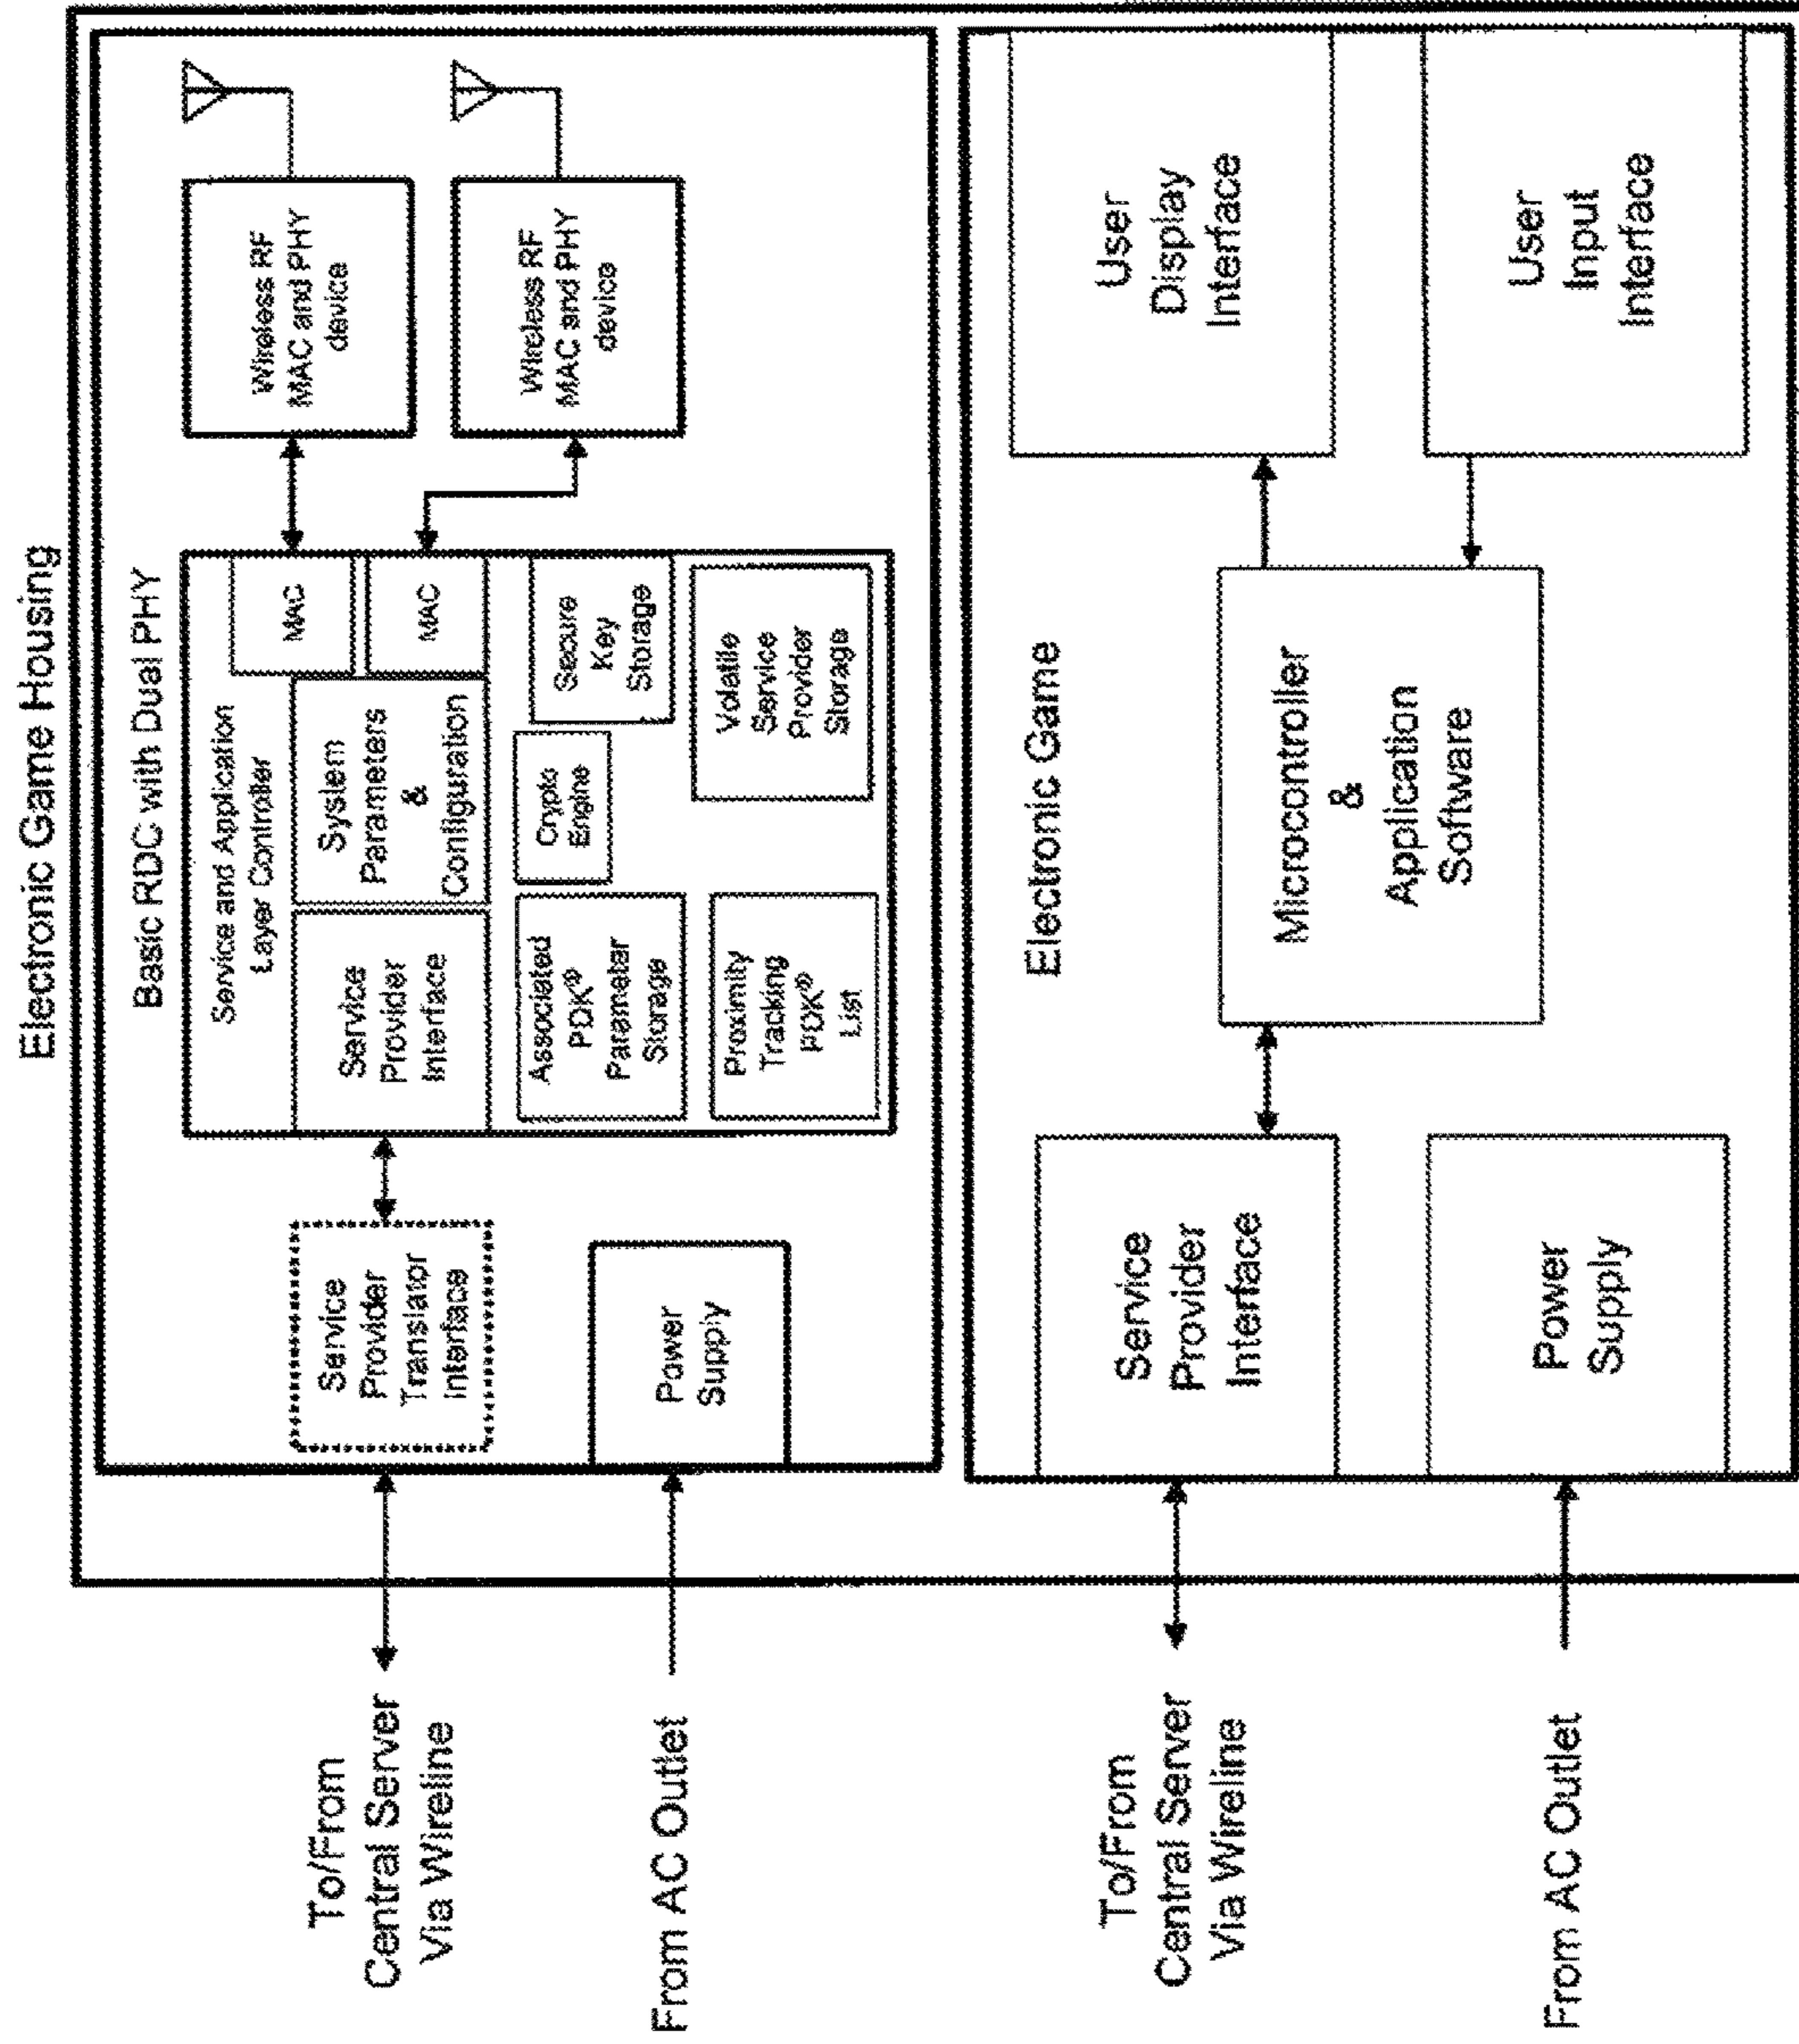 Electronic Game Housing
Basic RDC with Dual PHY
To/From
Central Server
Via Wireline
From AC Outlet
Service
Provider
Translator
Interface
Power
Supply
Service and Application
Layer Controller
Service
Provider
Interface
System
Parameters
&
Configuration
MAC
MAC
Associated
PDK®
Parameter
Storage
Crypto
Engine
Secure
Key
Storage
Proximity
Tracking
PDK®
List
Volatile
Service
Provider
Storage
Wireless RF
MAC and PHY
device
Wireless RF
MAC and PHY
device
Electronic Game
To/From
Central Server
Via Wireline
From AC Outlet
Service
Provider
Interface
Power
Supply
Microcontroller
&
Application
Software
User
Display
Interface
User
Input
Interface